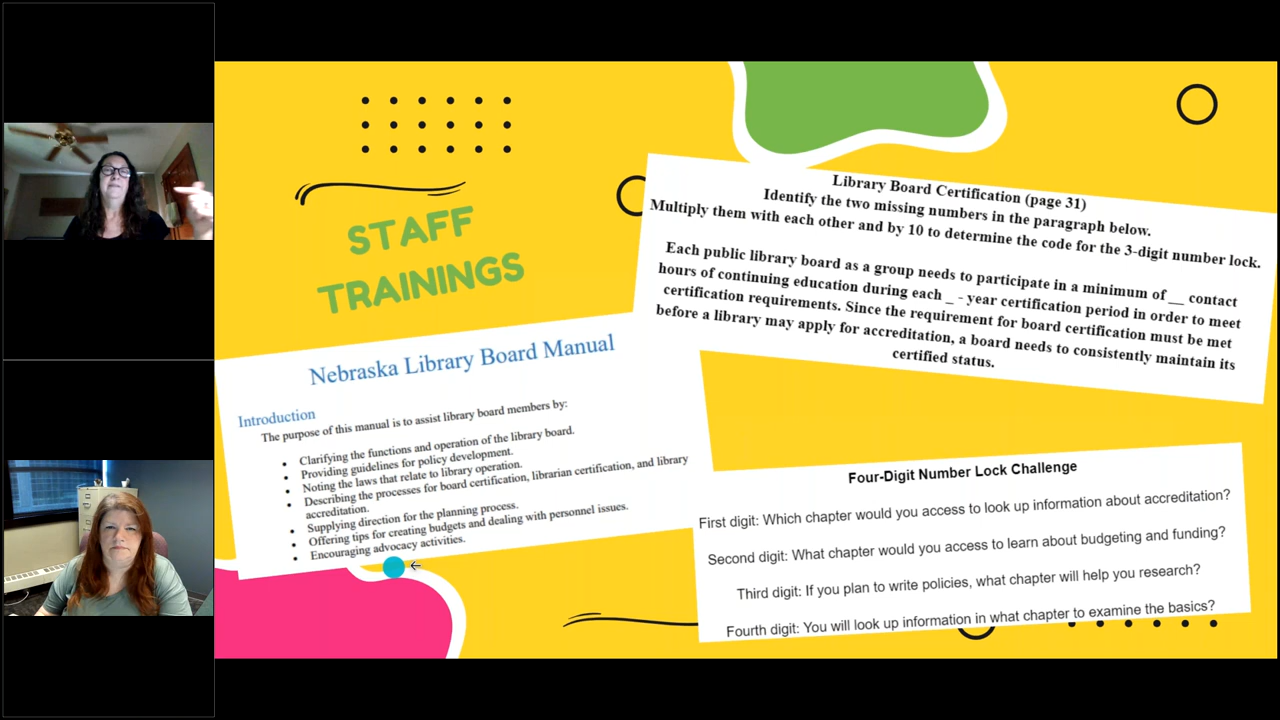 STAFF
TRAININGS
Library Board Certification (page 31)
Identify the two missing numbers in the paragraph below.
Multiply them with each other and by 10 to determine the code for the 3-digit number lock.
Each public library board as a group needs to participate in a minimum of __ contact
hours of continuing education during each _ - year certification period in order to meet
certification requirements. Since the requirement for board certification must be met
before a library may apply for accreditation, a board needs to consistently maintain its
certified status.
Nebraska Library Board Manual
Introduction
The purpose of this manual is to assist library board members by:
• Clarifying the functions and operation of the library board.
• Providing guidelines for policy development.
• Noting the laws that relate to library operation.
• Describing the processes for board certification, librarian certification, and library
accreditation.
• Supplying direction for the planning process.
• Offering tips for creating budgets and dealing with personnel issues.
• Encouraging advocacy activities.
Four-Digit Number Lock Challenge
First digit: Which chapter would you access to look up information about accreditation?
Second digit: What chapter would you access to learn about budgeting and funding?
Third digit: If you plan to write policies, what chapter will help you research?
Fourth digit: You will look up information in what chapter to examine the basics?